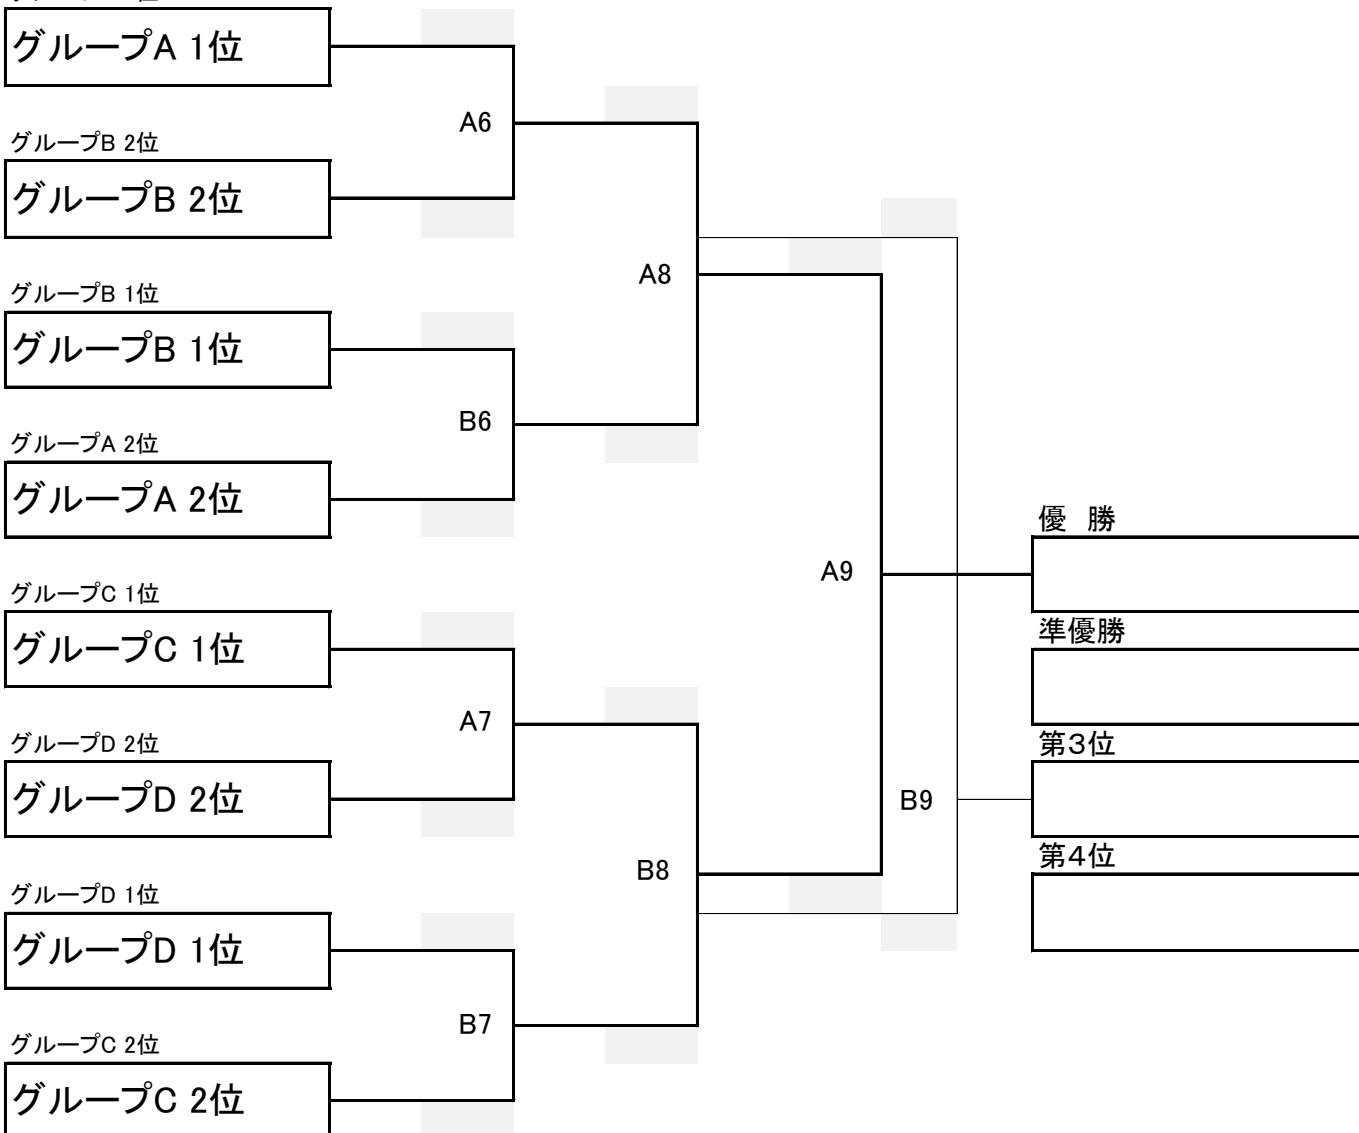 グループA 1位
A6
グループB 2位
グループB 2位
グループB 1位
グループB 1位
A8
B6
グループA 2位
グループA 2位
優　勝
A9
グループC 1位
グループC 1位
準優勝
A7
グループD 2位
グループD 2位
第3位
B9
第4位
B8
グループD 1位
グループD 1位
B7
グループC 2位
グループC 2位